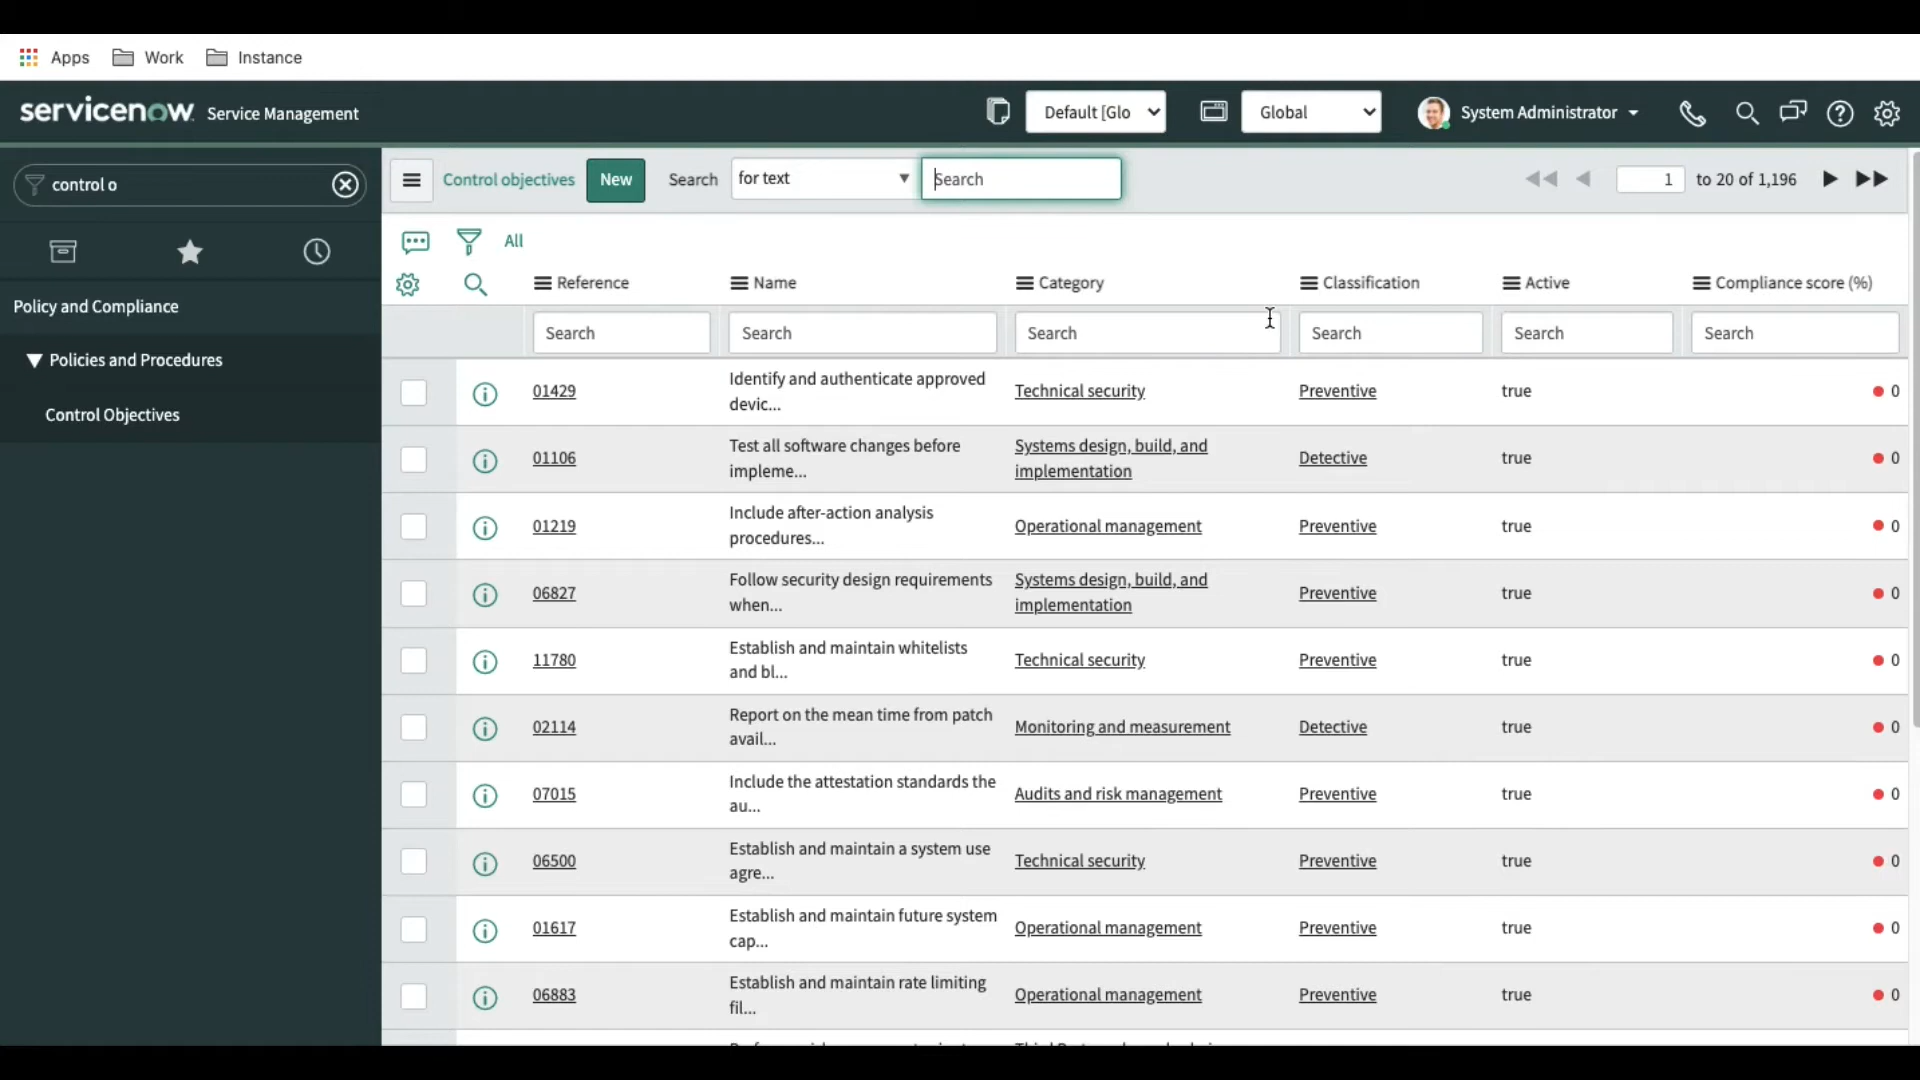 Apps Work Instance
servicenow Service Management Default [Glo Global System Administrator
control o
Control objectives New Search for text Search 1 to 20 of 1,196
All
Policy and Compliance
Policies and Procedures
Control Objectives
Reference Name Category Classification Active Compliance score (%)
Search Search Search Search Search Search
01429 Identify and authenticate approved devic... Technical security Preventive true 0
01106 Test all software changes before impleme... Systems design, build, and implementation Detective true 0
01219 Include after-action analysis procedures... Operational management Preventive true 0
06827 Follow security design requirements when... Systems design, build, and implementation Preventive true 0
11780 Establish and maintain whitelists and bl... Technical security Preventive true 0
02114 Report on the mean time from patch avail... Monitoring and measurement Detective true 0
07015 Include the attestation standards the au... Audits and risk management Preventive true 0
06500 Establish and maintain a system use agre... Technical security Preventive true 0
01617 Establish and maintain future system cap... Operational management Preventive true 0
06883 Establish and maintain rate limiting fil... Operational management Preventive true 0